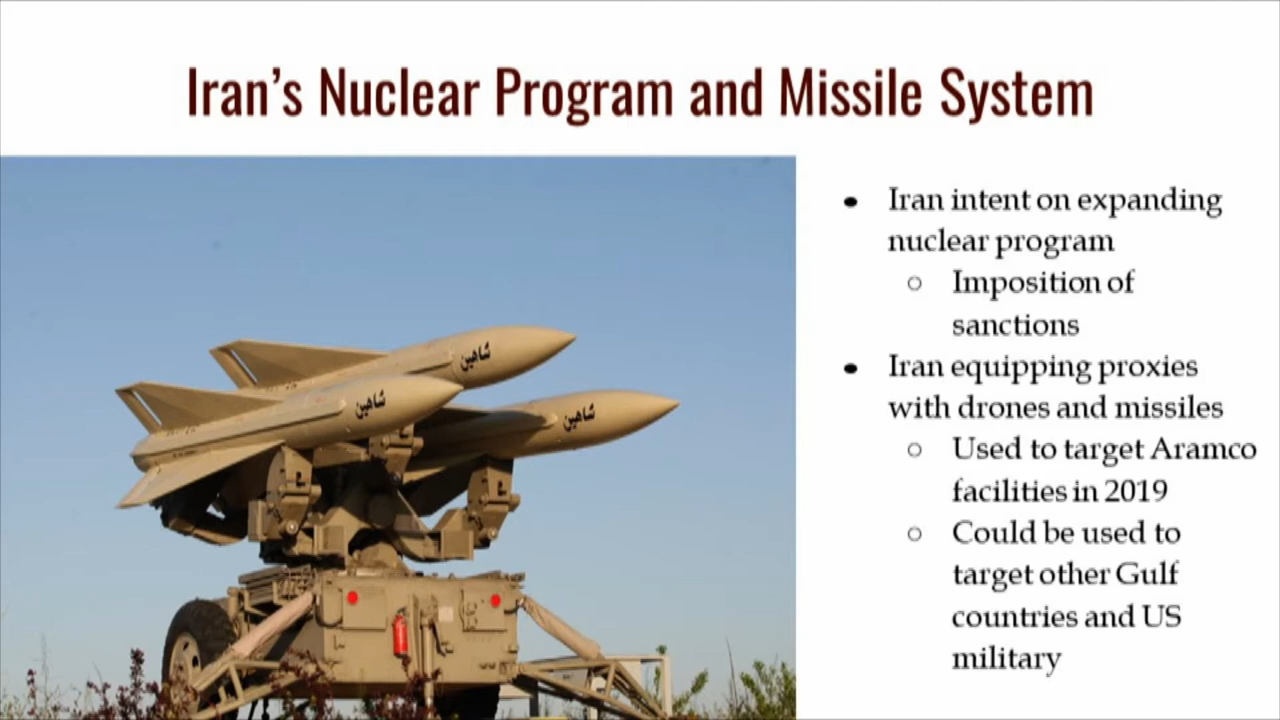 Iran's Nuclear Program and Missile System
شاهین
شاهین
شاهین
● Iran intent on expanding
nuclear program
○ Imposition of
sanctions
● Iran equipping proxies
with drones and missiles
○ Used to target Aramco
facilities in 2019
○ Could be used to
target other Gulf
countries and US
military